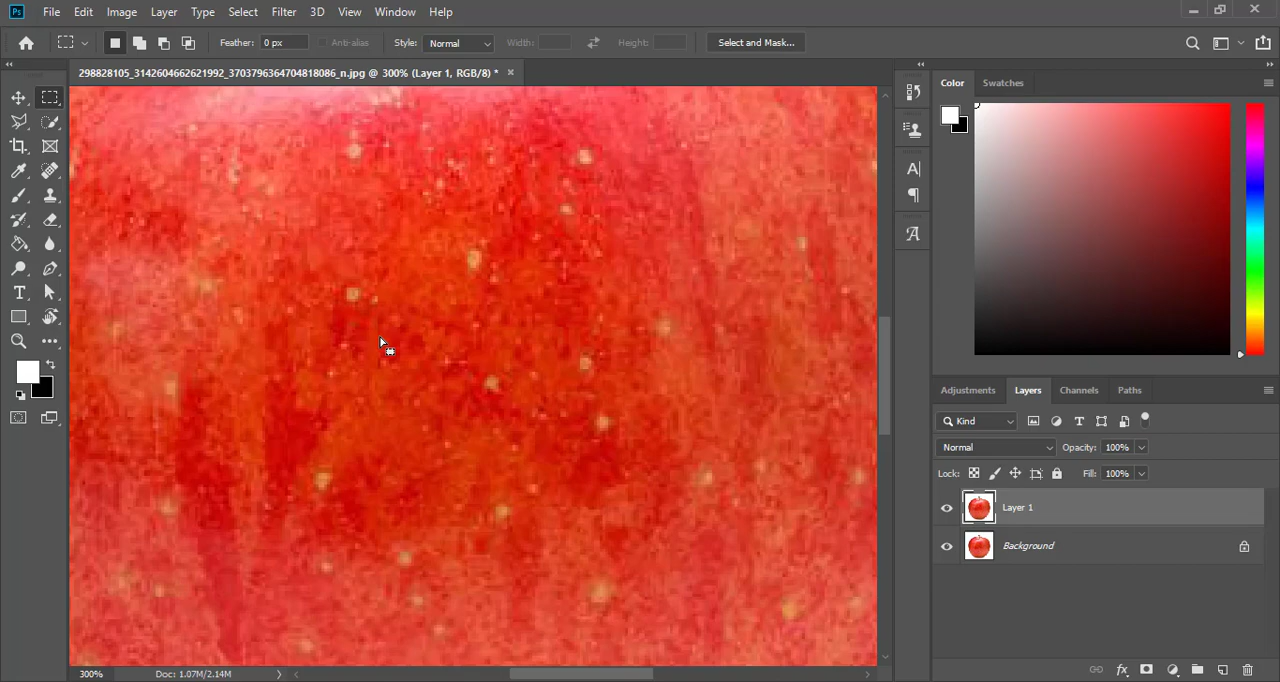 Ps File Edit Image Layer Type Select Filter 3D View Window Help
Feather: 0 px Anti-alias Style: Normal Width: Height: Select and Mask...
298828105_3142604662621992_3703796364704818086_n.jpg @ 300% (Layer 1, RGB/8) *
Color Swatches
Adjustments Layers Channels Paths
Kind
Normal Opacity: 100%
Lock: Fill: 100%
Layer 1
Background
300% Doc: 1.07M/2.14M